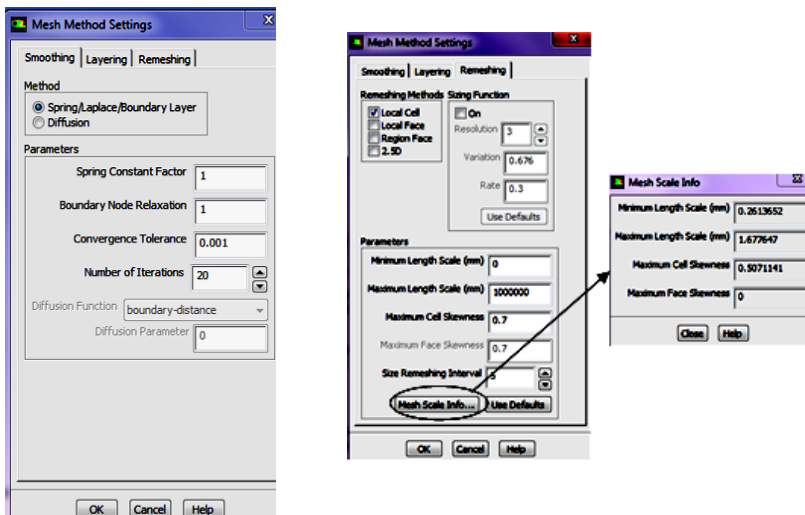 Mesh Method Settings
Smoothing Layering Remeshing
Method
Spring/Laplace/Boundary Layer
Diffusion
Parameters
Spring Constant Factor 1
Boundary Node Relaxation 1
Convergence Tolerance 0.001
Number of Iterations 20
Diffusion Function boundary-distance
Diffusion Parameter 0
OK Cancel Help
Mesh Method Settings
Smoothing Layering Remeshing
Remeshing Methods Sizing Function
Local Cell On
Local Face Resolution 3
Region Face
2.5D Variation 0.676
Rate 0.3
Use Defaults
Parameters
Minimum Length Scale (mm) 0
Maximum Length Scale (mm) 1000000
Maximum Cell Skewness 0.7
Maximum Face Skewness 0.7
Size Remeshing Interval 5
Mesh Scale Info... Use Defaults
OK Cancel Help
Mesh Scale Info
Minimum Length Scale (mm) 0.2613652
Maximum Length Scale (mm) 1.677647
Maximum Cell Skewness 0.5071141
Maximum Face Skewness 0
Close Help